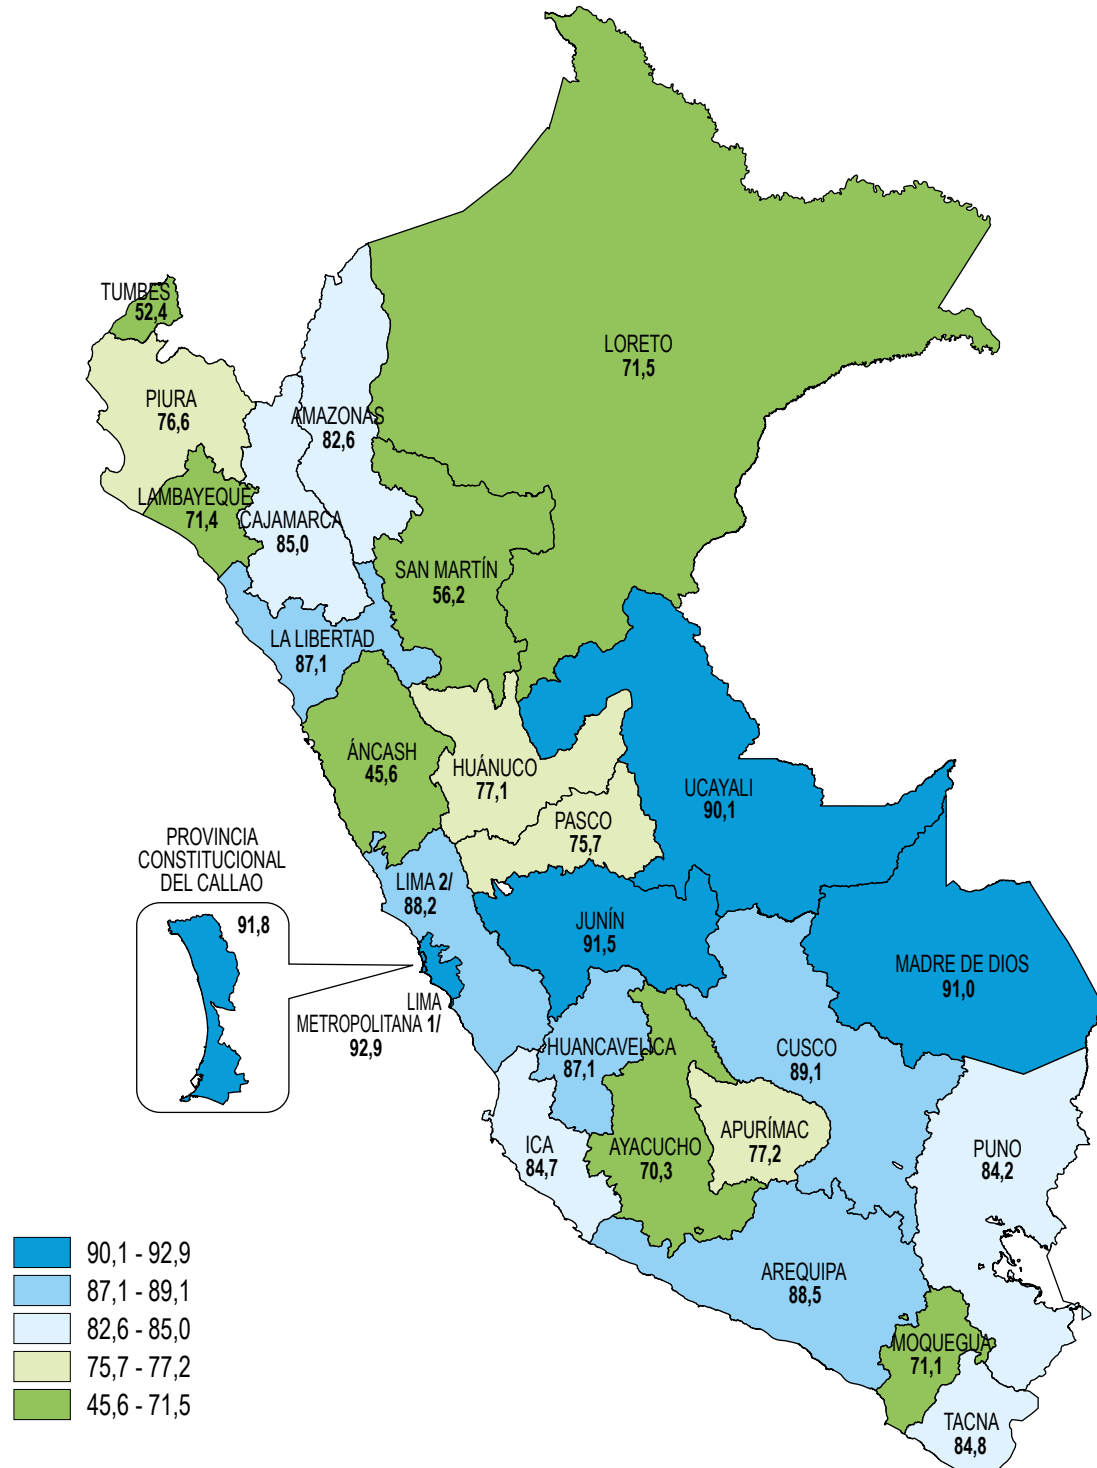 TUMBES
52,4
LORETO
71,5
PIURA
76,6
AMAZONAS
82,6
LAMBAYEQUE
71,4
CAJAMARCA
85,0
SAN MARTÍN
56,2
LA LIBERTAD
87,1
ÁNCASH
45,6
HUÁNUCO
77,1
UCAYALI
90,1
PASCO
75,7
PROVINCIA
CONSTITUCIONAL
DEL CALLAO
91,8
LIMA 2/
88,2
JUNÍN
91,5
MADRE DE DIOS
91,0
LIMA
METROPOLITANA 1/
92,9
HUANCAVELICA
87,1
CUSCO
89,1
ICA
84,7
AYACUCHO
70,3
APURÍMAC
77,2
PUNO
84,2
AREQUIPA
88,5
MOQUEGUA
71,1
TACNA
84,8
90,1 - 92,9
87,1 - 89,1
82,6 - 85,0
75,7 - 77,2
45,6 - 71,5